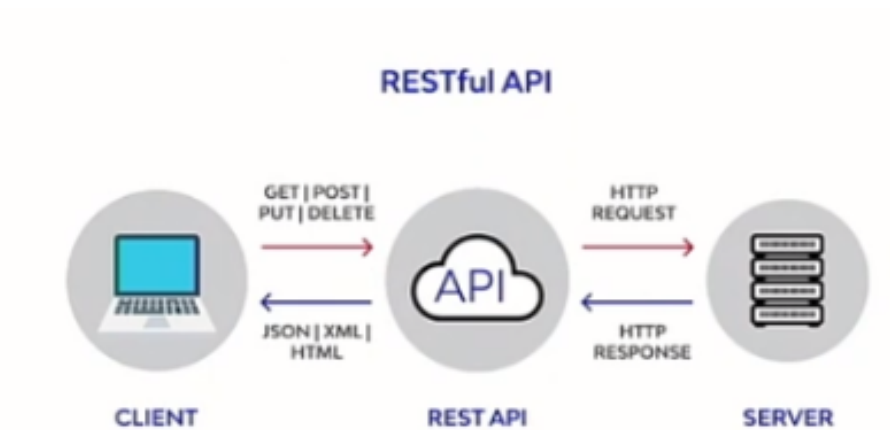 RESTful API
GET | POST |
PUT | DELETE
HTTP
REQUEST
API
JSON | XML |
HTML
HTTP
RESPONSE
CLIENT
REST API
SERVER